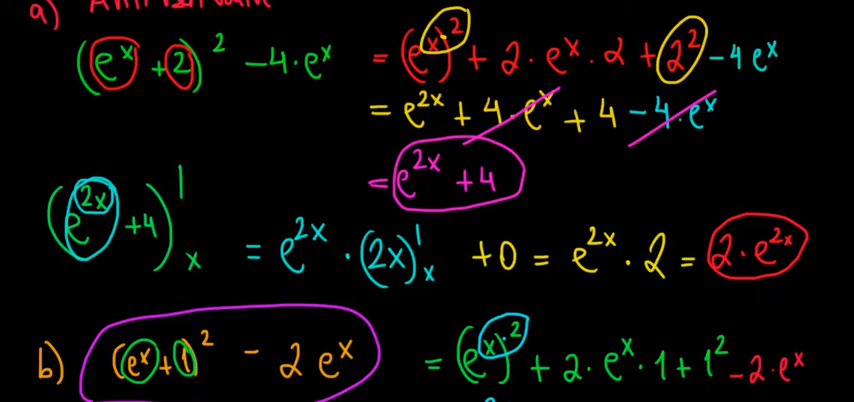 a)
(e^x + 2)^2 - 4·e^x = (e^x)^2 + 2·e^x·2 + 2^2 - 4e^x
= e^{2x} + 4·e^x + 4 - 4·e^x
= e^{2x} + 4
(e^{2x} + 4)'_x = e^{2x}·(2x)'_x + 0 = e^{2x}·2 = 2·e^{2x}
b) (e^x + 1)^2 - 2e^x = (e^x)^2 + 2·e^x·1 + 1^2 - 2·e^x